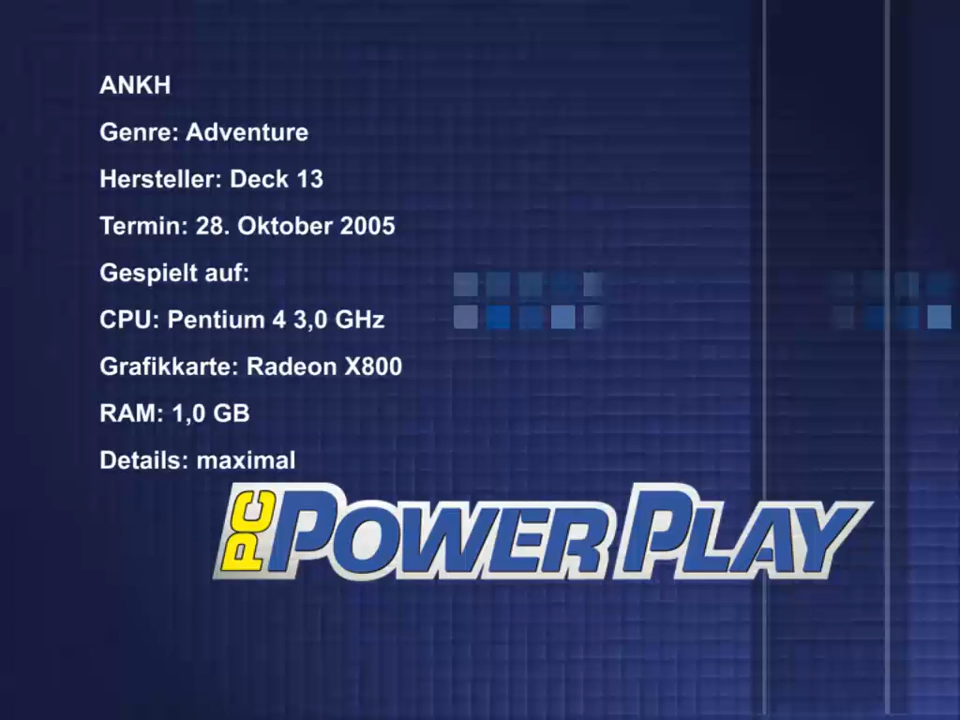 ANKH
Genre: Adventure
Hersteller: Deck 13
Termin: 28. Oktober 2005
Gespielt auf:
CPU: Pentium 4 3,0 GHz
Grafikkarte: Radeon X800
RAM: 1,0 GB
Details: maximal
PC POWER PLAY